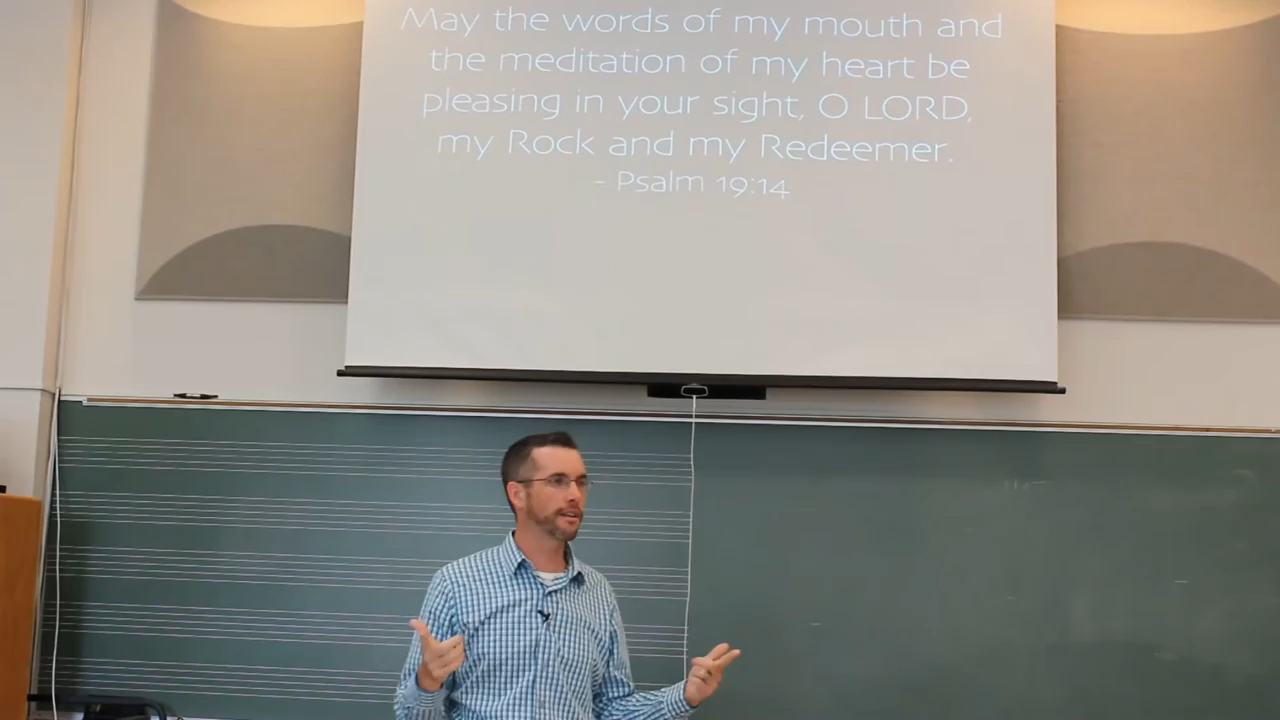 May the words of my mouth and
the meditation of my heart be
pleasing in your sight, O LORD,
my Rock and my Redeemer.
- Psalm 19:14